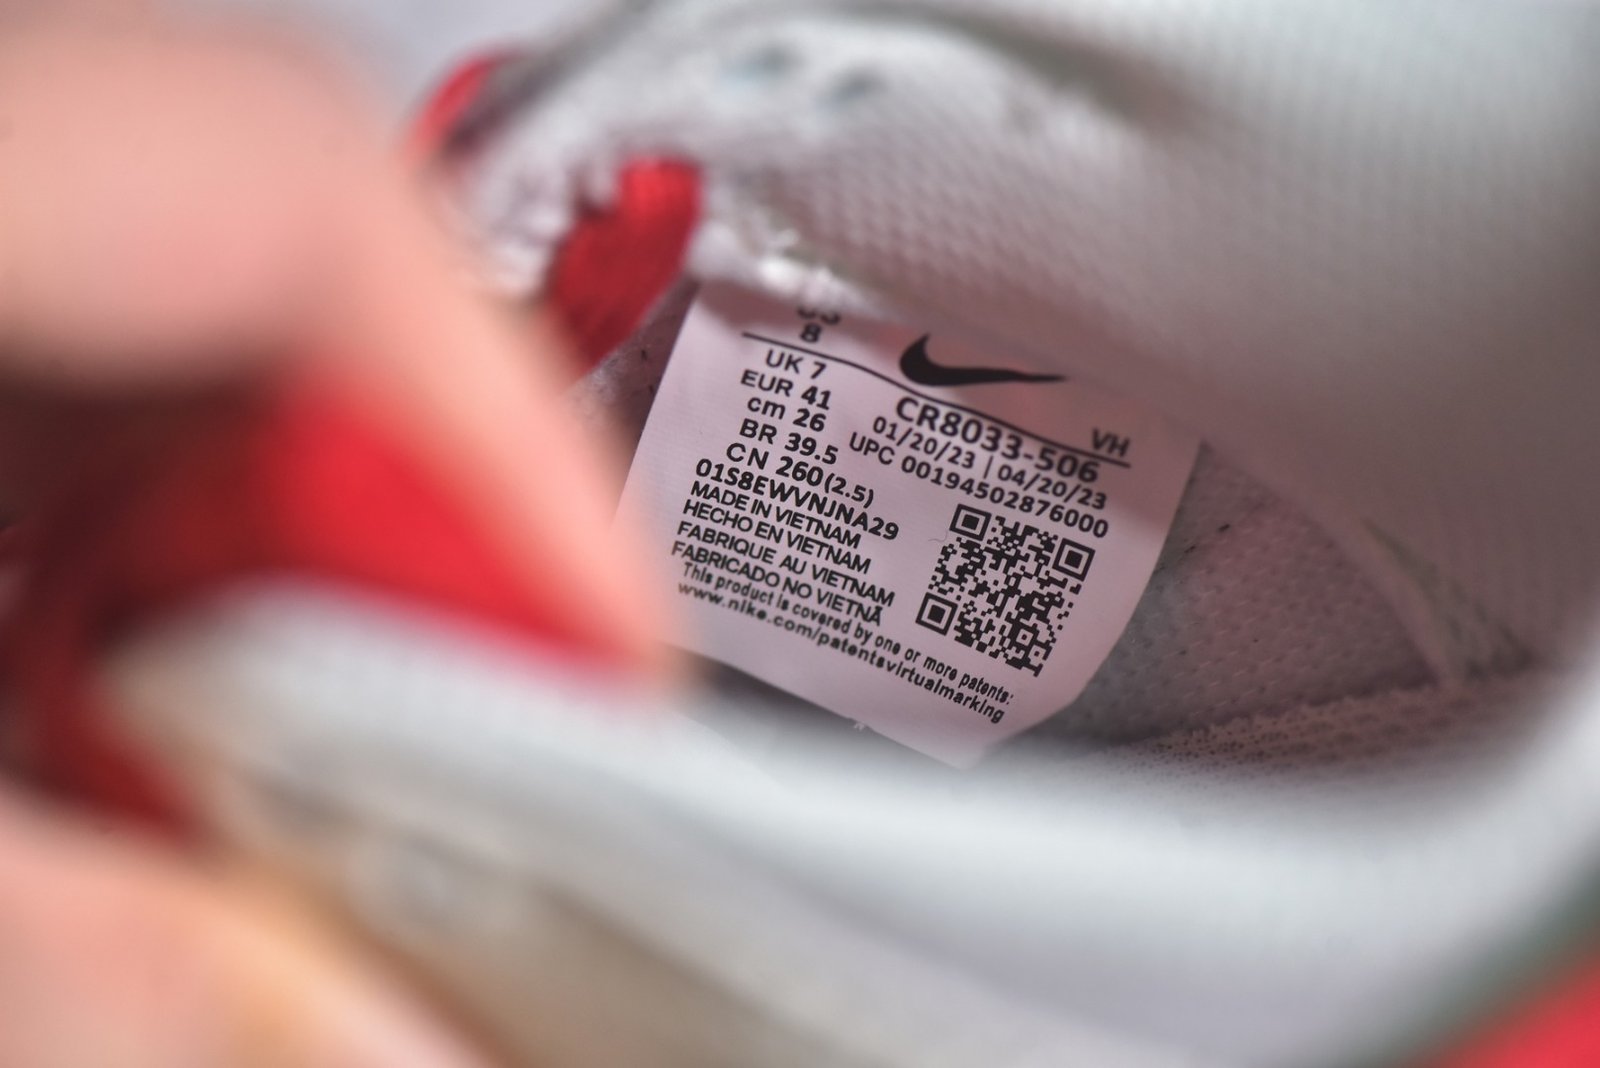 8
UK 7
EUR 41
cm 26
BR 39.5
CN 260(2.5)
01S8EWVNJNA29
MADE IN VIETNAM
HECHO EN VIETNAM
FABRIQUE AU VIETNAM
FABRICADO NO VIETNÃ
This product is covered by one or more patents:
www.nike.com/patentsvirtualmarking
VH
CR8033-506
01/20/23 | 04/20/23
UPC 00194502876000